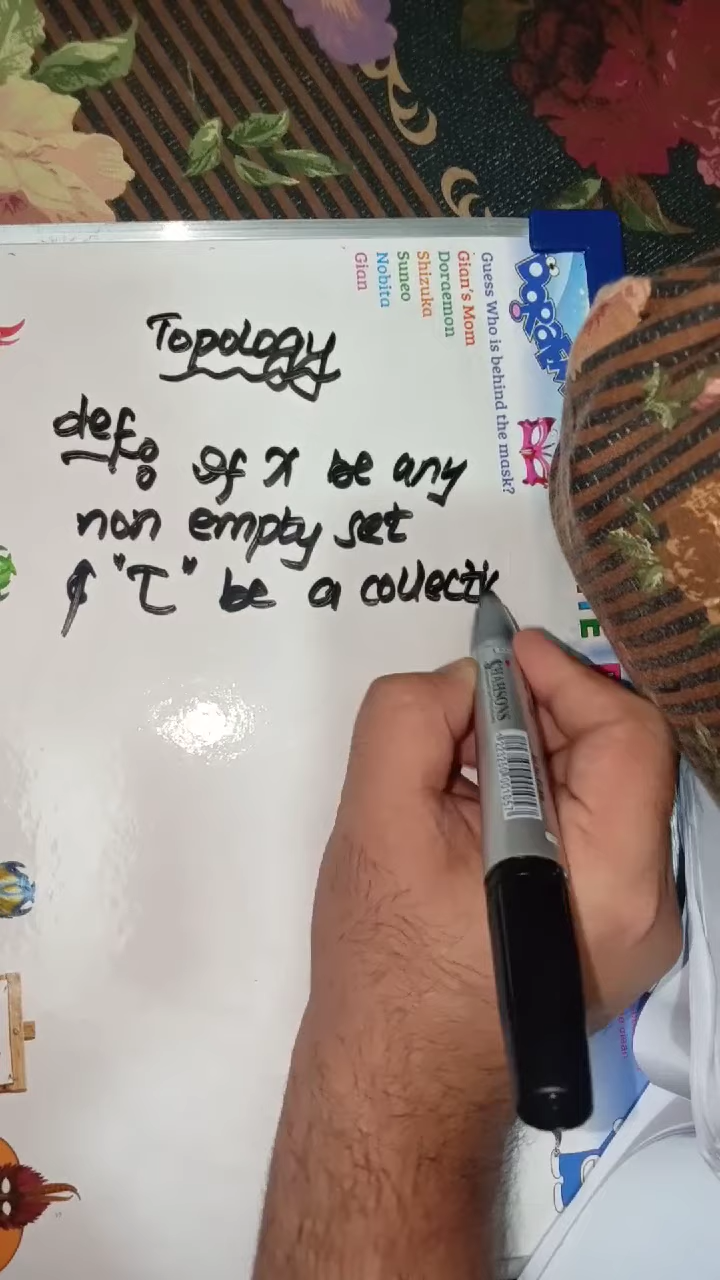 Topology
def: If X be any
non empty set
& "τ" be a collecti
Guess Who is behind the mask?
Gian's Mom
Doraemon
Shizuka
Suneo
Nobita
Gian
CHAHSONS